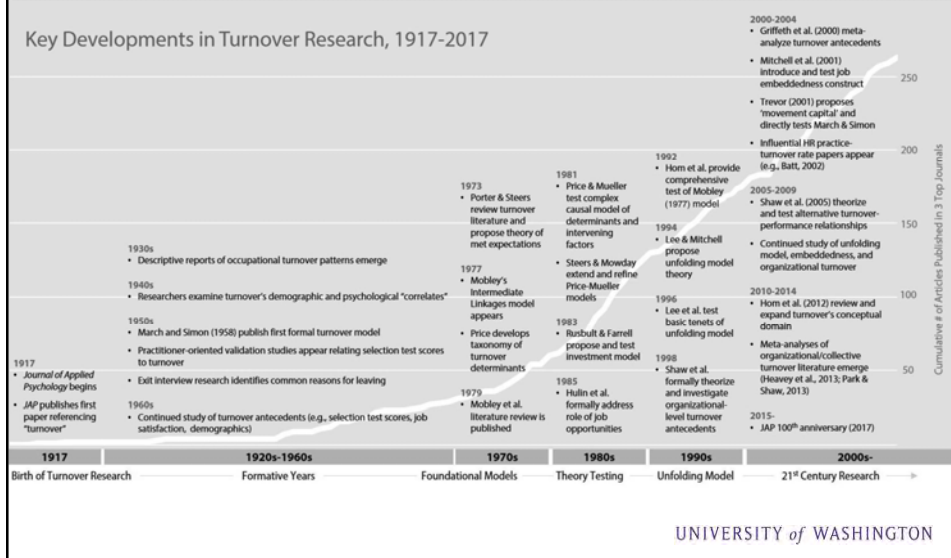 Key Developments in Turnover Research, 1917-2017
1917
• Journal of Applied
Psychology begins
• JAP publishes first
paper referencing
"turnover"
1930s
• Descriptive reports of occupational turnover patterns emerge
1940s
• Researchers examine turnover's demographic and psychological "correlates"
1950s
• March and Simon (1958) publish first formal turnover model
• Practitioner-oriented validation studies appear relating selection test scores
to turnover
• Exit interview research identifies common reasons for leaving
1960s
• Continued study of turnover antecedents (e.g., selection test scores, job
satisfaction, demographics)
1973
• Porter & Steers
review turnover
literature and
propose theory of
met expectations
1977
• Mobley's
Intermediate
Linkages model
appears
• Price develops
taxonomy of
turnover
determinants
1979
• Mobley et al.
literature review is
published
1981
• Price & Mueller
test complex
causal model of
determinants and
intervening
factors
• Steers & Mowday
extend and refine
Price-Mueller
models
1983
• Rusbult & Farrell
propose and test
investment model
1985
• Hulin et al.
formally address
role of job
opportunities
1992
• Hom et al. provide
comprehensive
test of Mobley
(1977) model
1994
• Lee & Mitchell
propose
unfolding model
theory
1996
• Lee et al. test
basic tenets of
unfolding model
1998
• Shaw et al.
formally theorize
and investigate
organizational-
level turnover
antecedents
2000-2004
• Griffeth et al. (2000) meta-
analyze turnover antecedents
• Mitchell et al. (2001)
introduce and test job
embeddedness construct
• Trevor (2001) proposes
'movement capital' and
directly tests March & Simon
• Influential HR practice-
turnover rate papers appear
(e.g., Batt, 2002)
2005-2009
• Shaw et al. (2005) theorize
and test alternative turnover-
performance relationships
• Continued study of unfolding
model, embeddedness, and
organizational turnover
2010-2014
• Hom et al. (2012) review and
expand turnover's conceptual
domain
• Meta-analyses of
organizational/collective
turnover literature emerge
(Heavey et al., 2013; Park &
Shaw, 2013)
2015-
• JAP 100th anniversary (2017)
250
200
150
100
50
Cumulative # of Articles Published in 3 Top Journals
1917 1920s-1960s 1970s 1980s 1990s 2000s-
Birth of Turnover Research Formative Years Foundational Models Theory Testing Unfolding Model 21st Century Research
UNIVERSITY of WASHINGTON